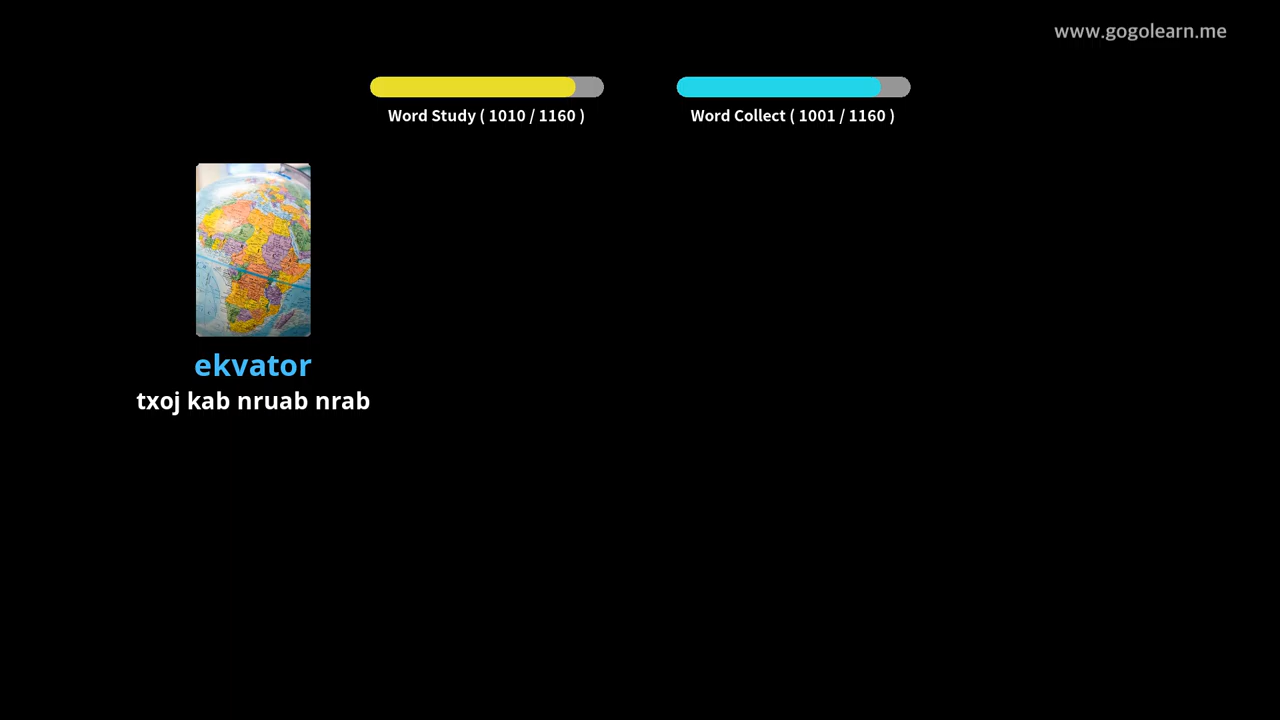 www.gogolearn.me
Word Study ( 1010 / 1160 )
Word Collect ( 1001 / 1160 )
ekvator
txoj kab nruab nrab